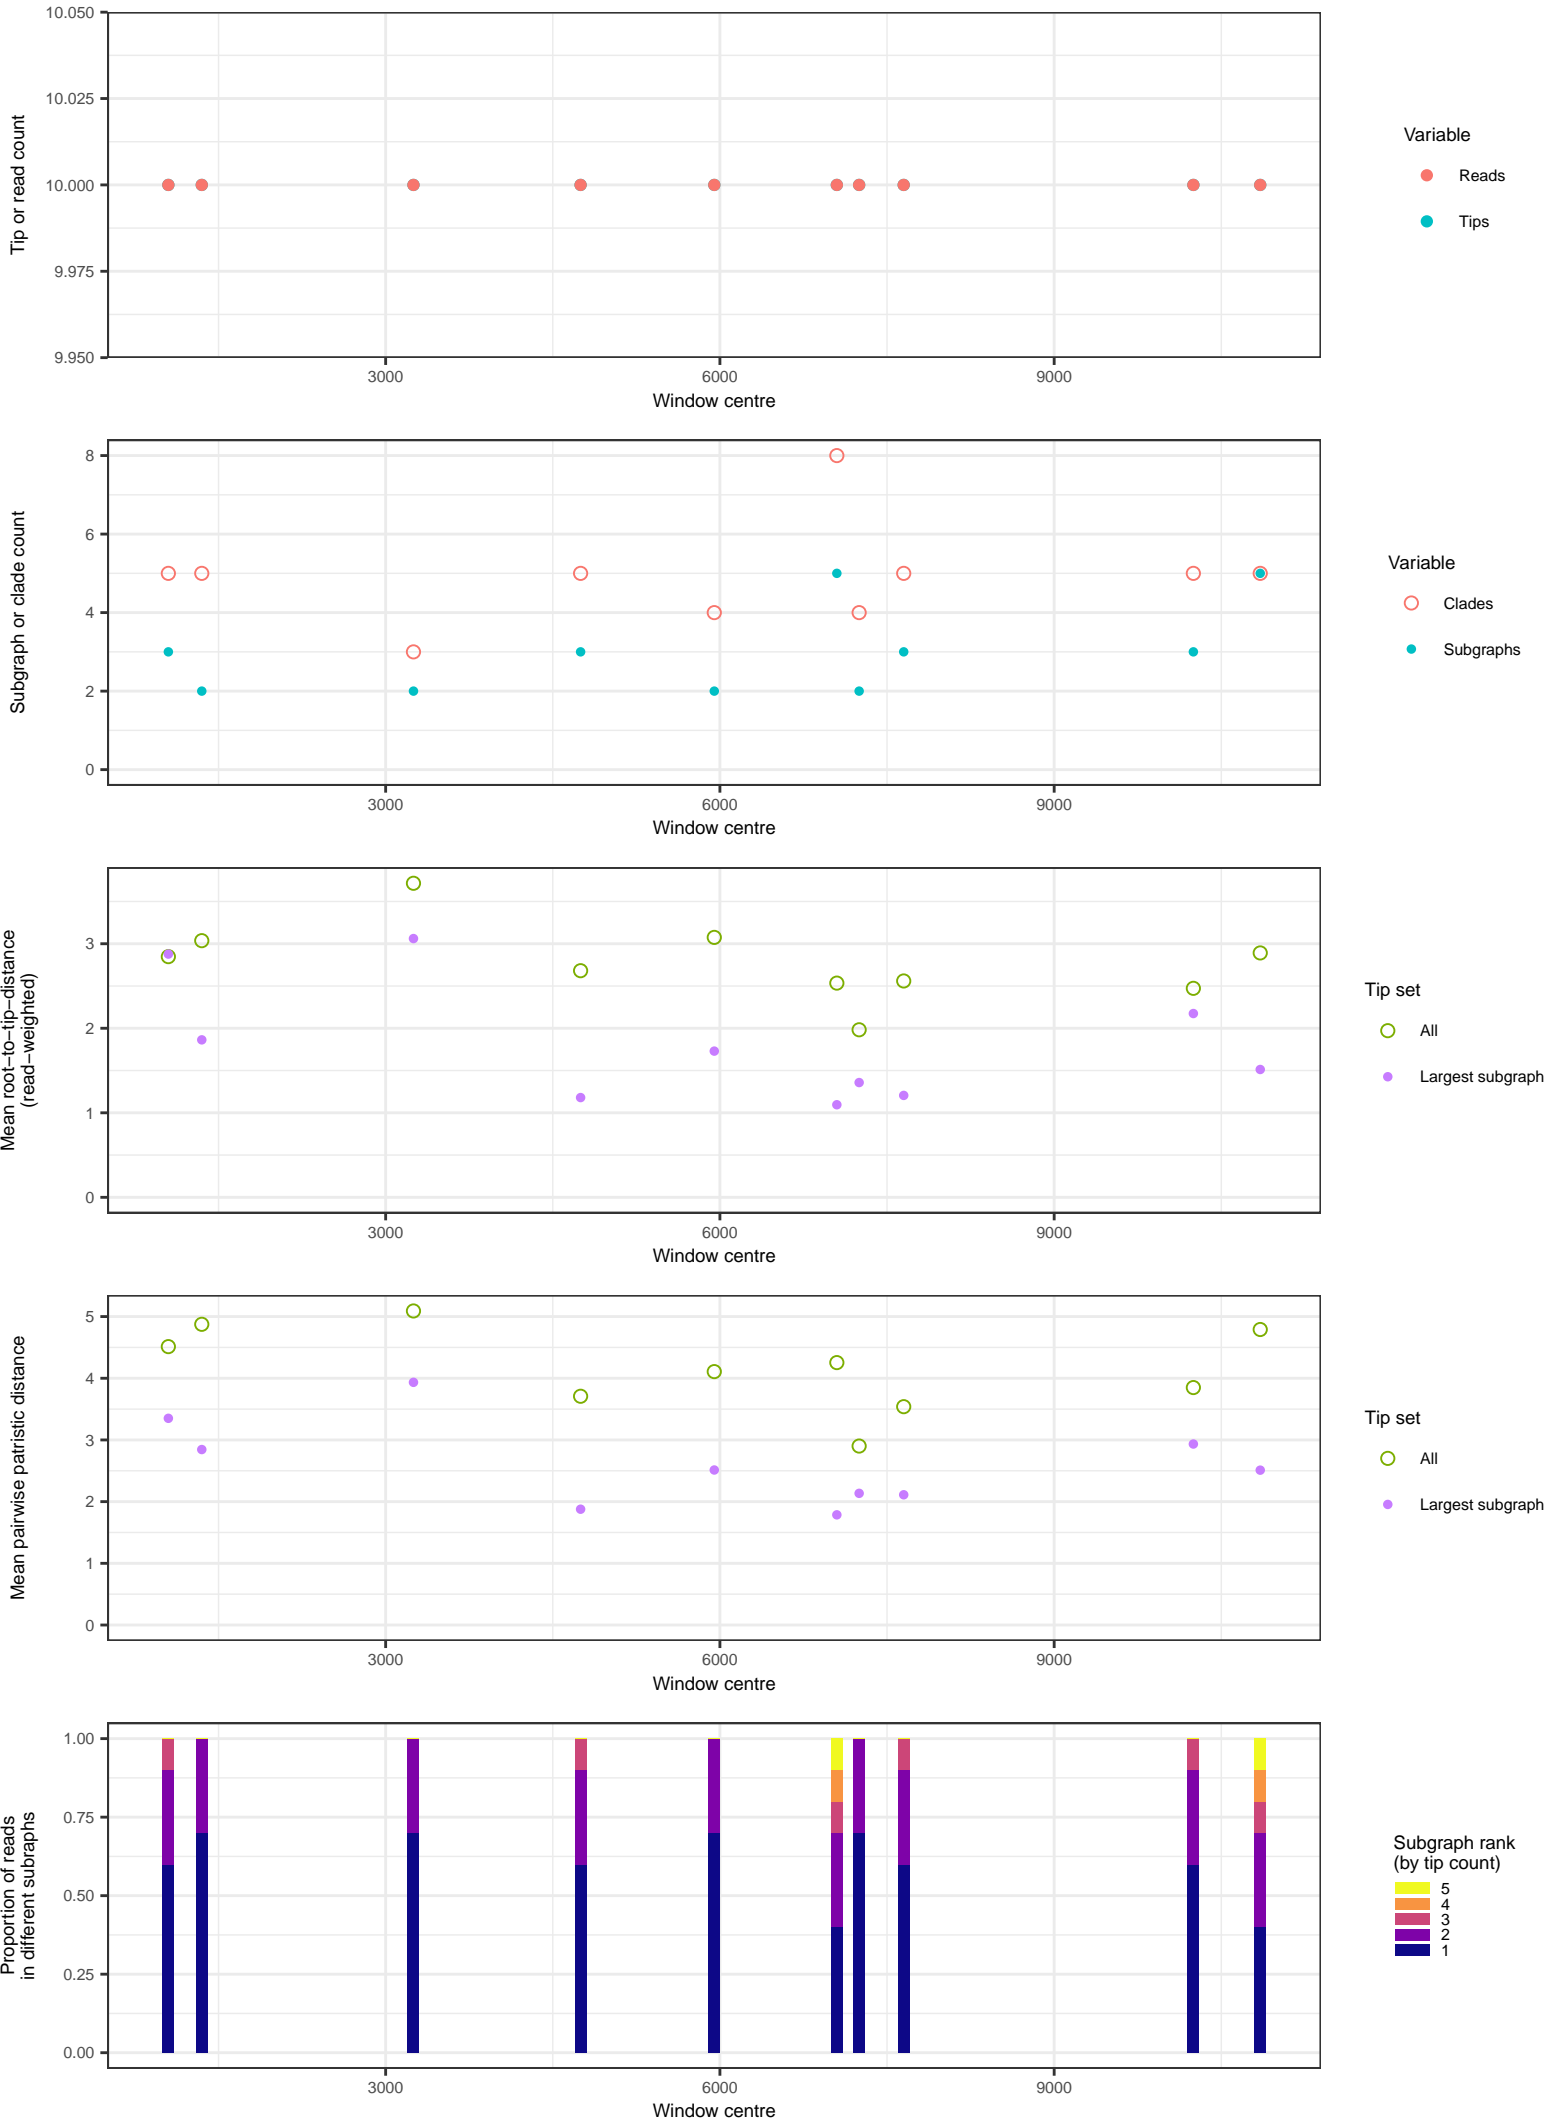 10.050
10.025
10.000
9.975
9.950
Tip or read count
3000
6000
9000
Window centre
Variable
Reads
Tips
8
6
4
2
0
Subgraph or clade count
3000
6000
9000
Window centre
Variable
Clades
Subgraphs
3
2
1
0
Mean root−to−tip−distance
(read−weighted)
3000
6000
9000
Window centre
Tip set
All
Largest subgraph
5
4
3
2
1
0
Mean pairwise patristic distance
3000
6000
9000
Window centre
Tip set
All
Largest subgraph
1.00
0.75
0.50
0.25
0.00
Proportion of reads
in different subraphs
3000
6000
9000
Window centre
Subgraph rank
(by tip count)
5
4
3
2
1